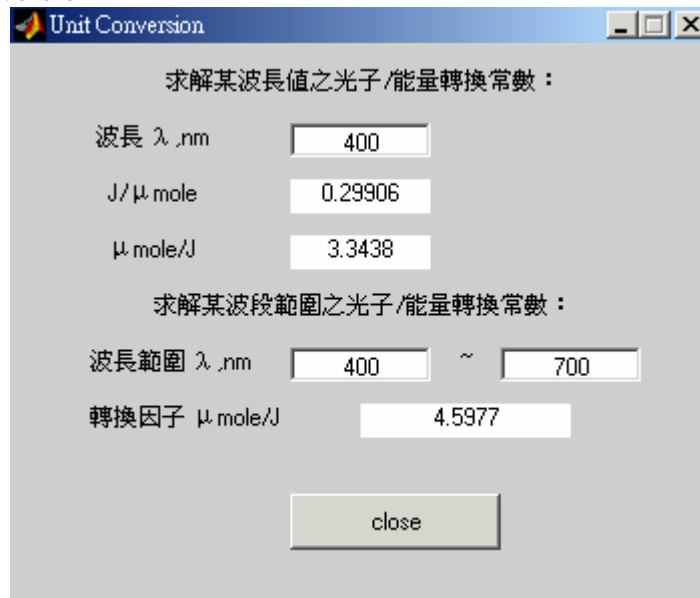 Unit Conversion
求解某波長值之光子/能量轉換常數：
波長 λ ,nm 400
J/μ mole 0.29906
μ mole/J 3.3438
求解某波段範圍之光子/能量轉換常數：
波長範圍 λ ,nm 400 ~ 700
轉換因子 μ mole/J 4.5977
close